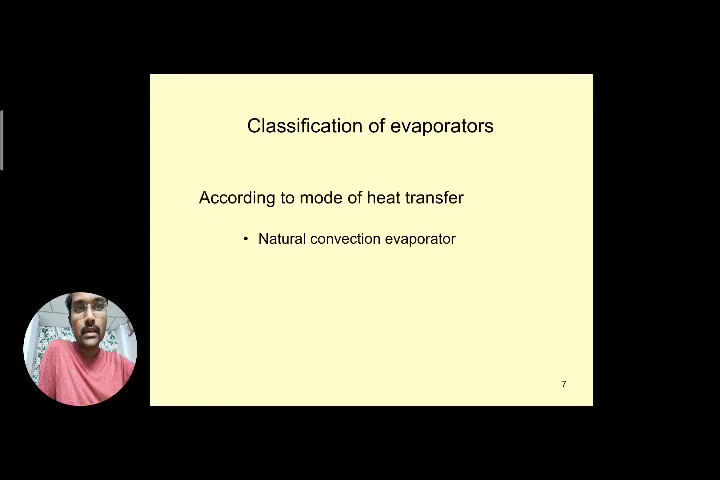 Classification of evaporators
According to mode of heat transfer
• Natural convection evaporator
7